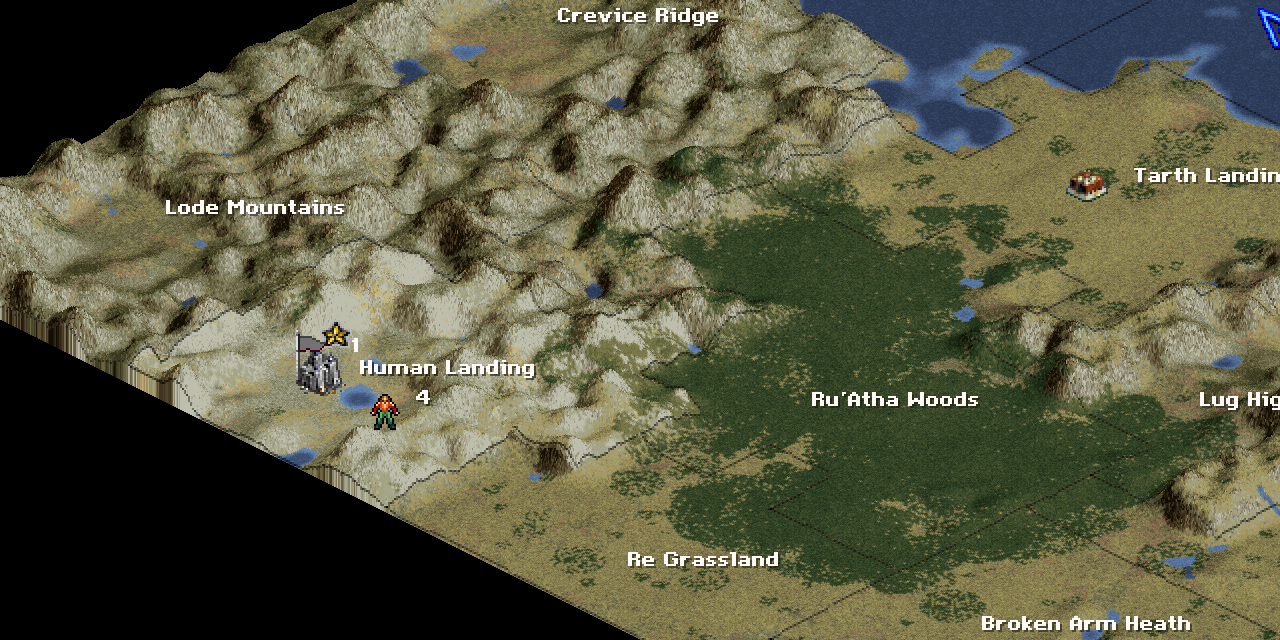 Crevice Ridge
Tarth Landin
Lode Mountains
1
Human Landing
4
Ru'Atha Woods
Lug Hig
Re Grassland
Broken Arm Heath